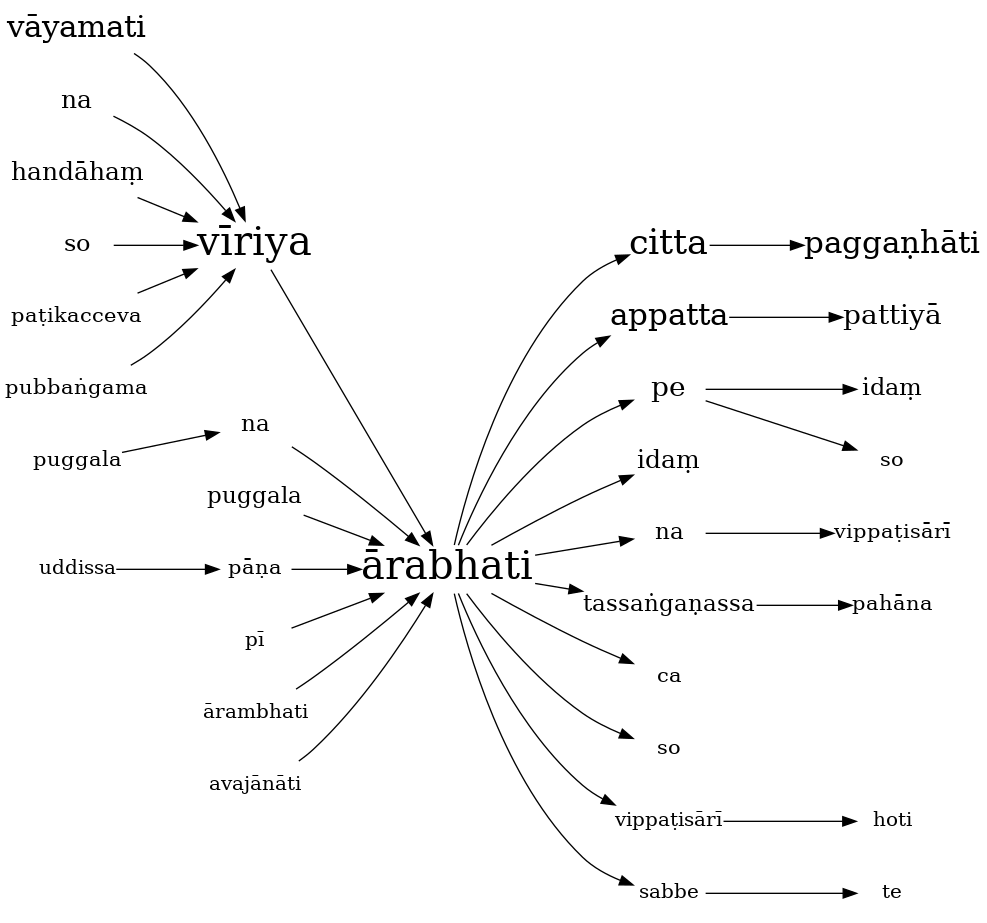 vāyamati
na
handāhaṃ
so
vīriya
citta
paggaṇhāti
paṭikacceva
appatta
pattiyā
pubbaṅgama
pe
idaṃ
na
puggala
idaṃ
so
puggala
na
vippaṭisārī
uddissa
pāṇa
ārabhati
tassaṅgaṇassa
pahāna
pī
ca
ārambhati
so
avajānāti
vippaṭisārī
hoti
sabbe
te